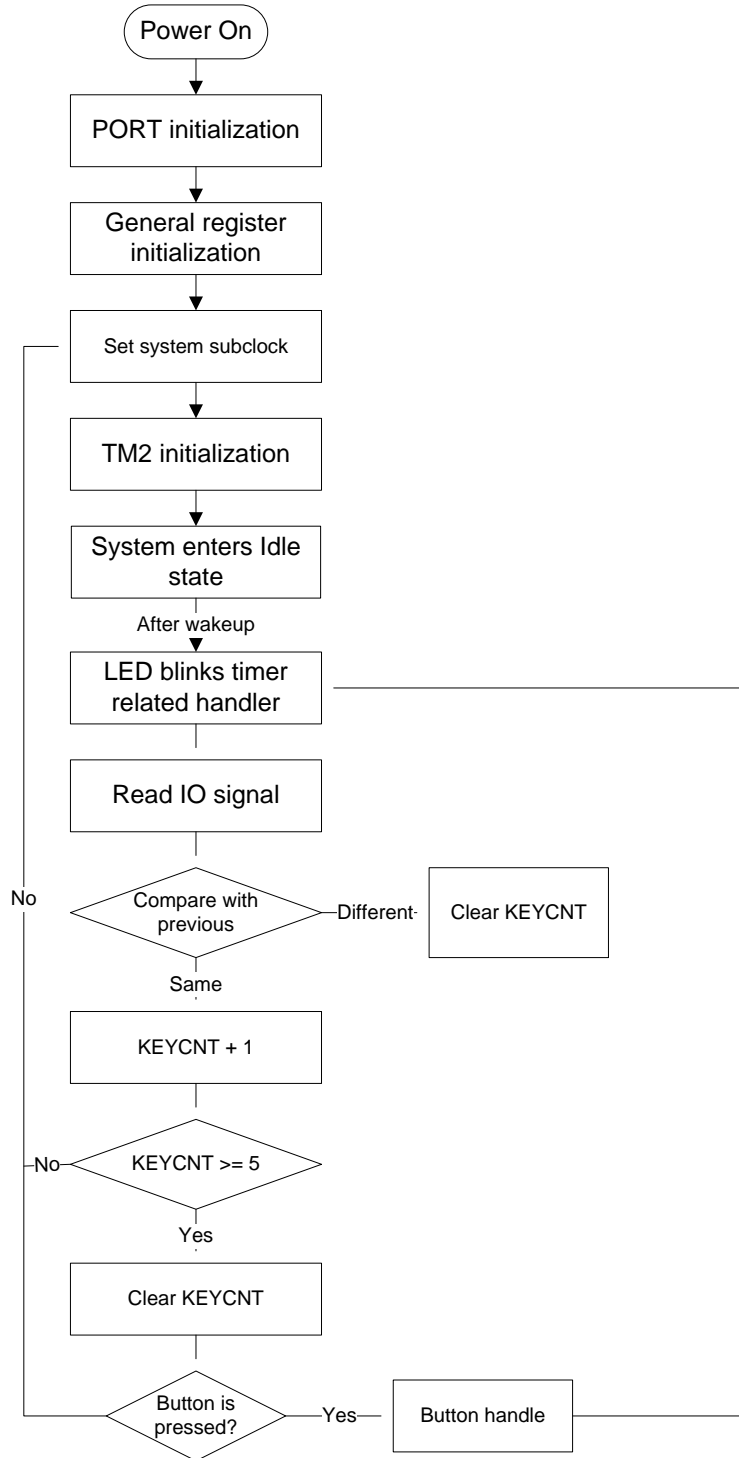 Power On
PORT initialization
General register
initialization
Set system subclock
TM2 initialization
System enters Idle
state
After wakeup
LED blinks timer
related handler
Read IO signal
No
Compare with
previous
Different
Clear KEYCNT
Same
KEYCNT + 1
No
KEYCNT >= 5
Yes
Clear KEYCNT
Button is
pressed?
Yes
Button handle